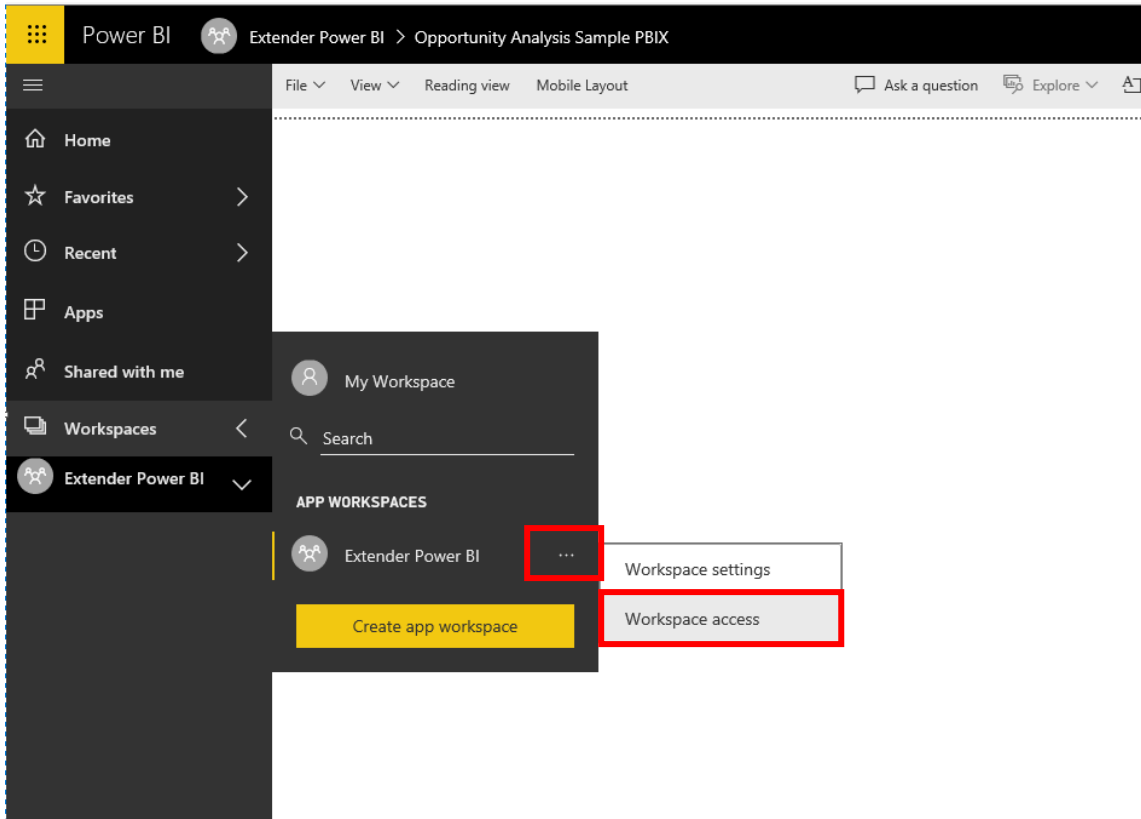 Power BI Extender Power BI > Opportunity Analysis Sample PBIX
File View Reading view Mobile Layout Ask a question Explore
Home
Favorites
Recent
Apps
Shared with me
Workspaces
Extender Power BI
My Workspace
Search
APP WORKSPACES
Extender Power BI ...
Create app workspace
Workspace settings
Workspace access